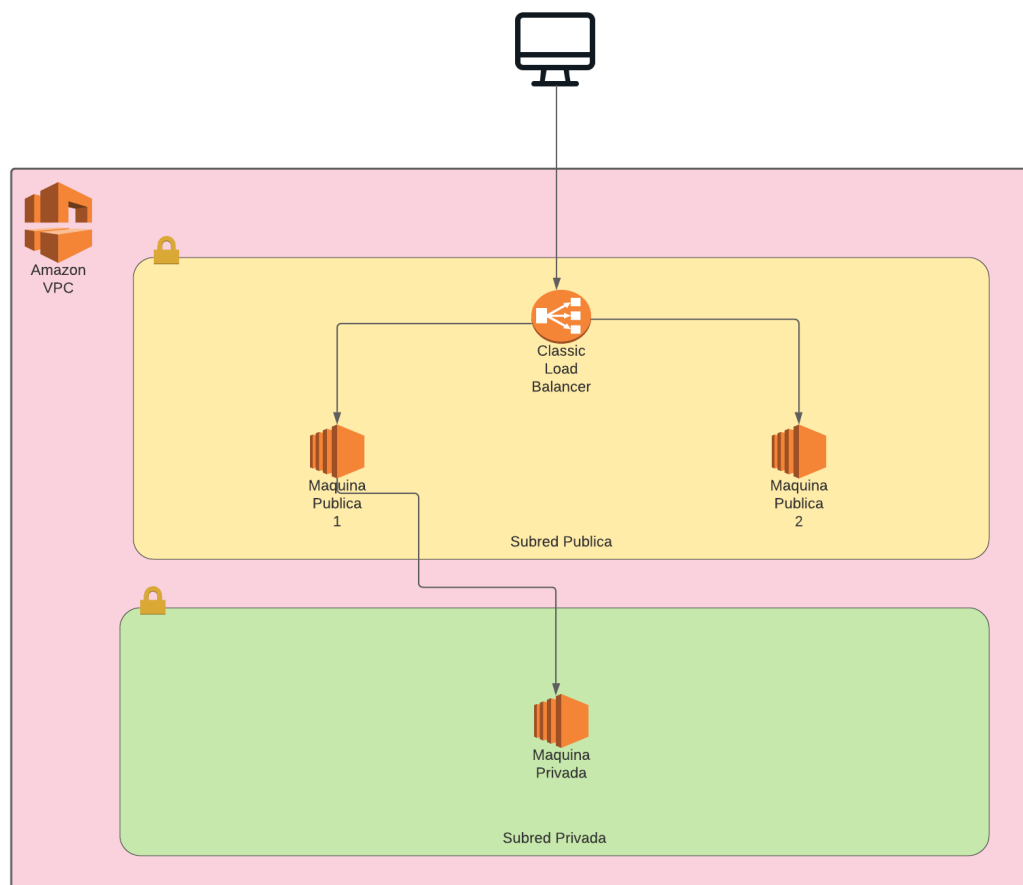 Amazon
VPC
Classic
Load
Balancer
Maquina
Publica
1
Maquina
Publica
2
Subred Publica
Maquina
Privada
Subred Privada